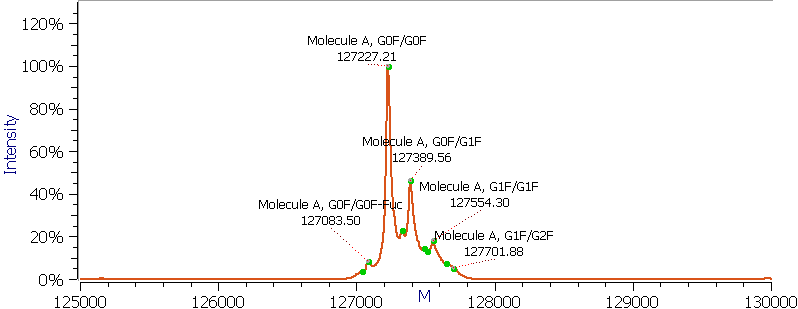 120%
100%
80%
60%
40%
20%
0%
Intensity
Molecule A, G0F/G0F
127227.21
Molecule A, G0F/G1F
127389.56
Molecule A, G1F/G1F
127554.30
Molecule A, G0F/G0F-Fuc
127083.50
Molecule A, G1F/G2F
127701.88
125000
126000
127000
128000
129000
130000
M